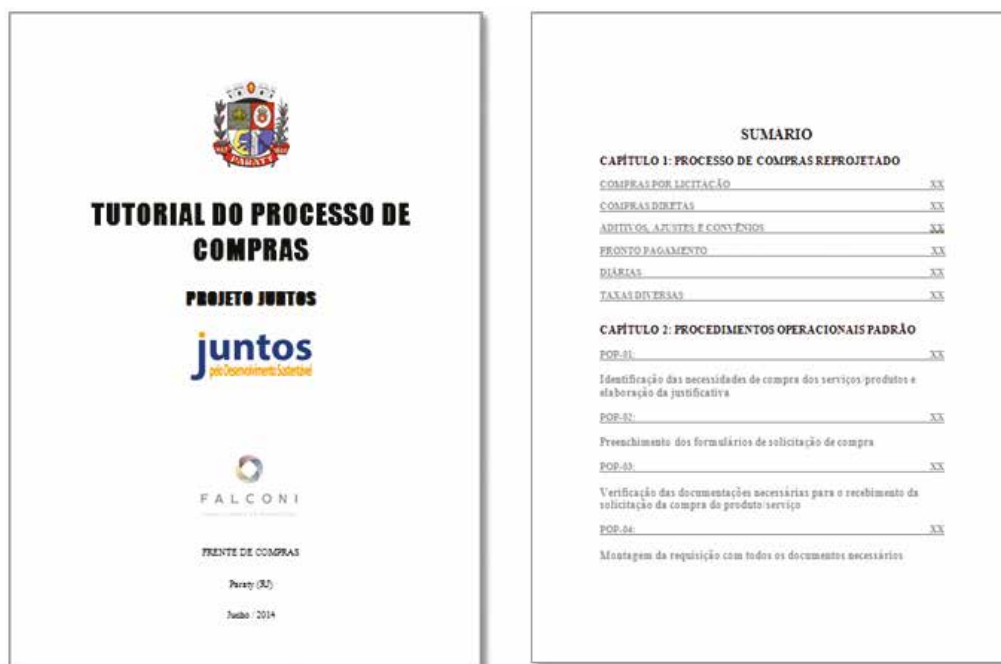 PARATY
TUTORIAL DO PROCESSO DE
COMPRAS
PROJETO JUNTOS
juntos
pelo Desenvolvimento Sustentável
FALCONI
FRENTE DE COMPRAS
Paraty (RJ)
Junho / 2014
SUMÁRIO
CAPÍTULO 1: PROCESSO DE COMPRAS REPROJETADO
COMPRAS POR LICITAÇÃO XX
COMPRAS DIRETAS XX
ADITIVOS, AJUSTES E CONVÊNIOS XX
PRONTO PAGAMENTO XX
DIÁRIAS XX
TAXAS DIVERSAS XX
CAPÍTULO 2: PROCEDIMENTOS OPERACIONAIS PADRÃO
POP-01: XX
Identificação das necessidades de compra dos serviços/produtos e
elaboração da justificativa
POP-02: XX
Preenchimento dos formulários de solicitação de compra
POP-03: XX
Verificação das documentações necessárias para o recebimento da
solicitação da compra do produto/serviço
POP-04: XX
Montagem da requisição com todos os documentos necessários